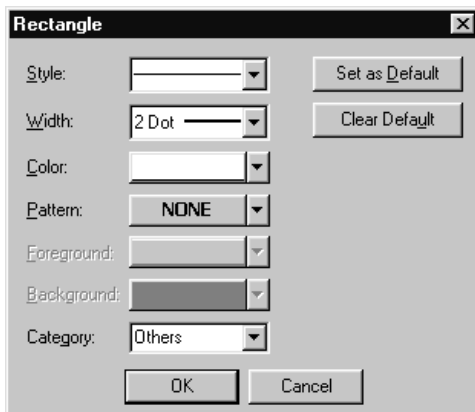 Rectangle
Style:
Set as Default
Width:
2 Dot
Clear Default
Color:
Pattern:
NONE
Foreground:
Background:
Category:
Others
OK
Cancel